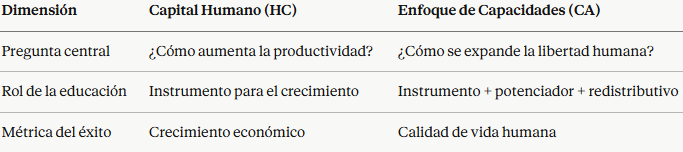 Dimensión Capital Humano (HC) Enfoque de Capacidades (CA)
Pregunta central ¿Cómo aumenta la productividad? ¿Cómo se expande la libertad humana?
Rol de la educación Instrumento para el crecimiento Instrumento + potenciador + redistributivo
Métrica del éxito Crecimiento económico Calidad de vida humana